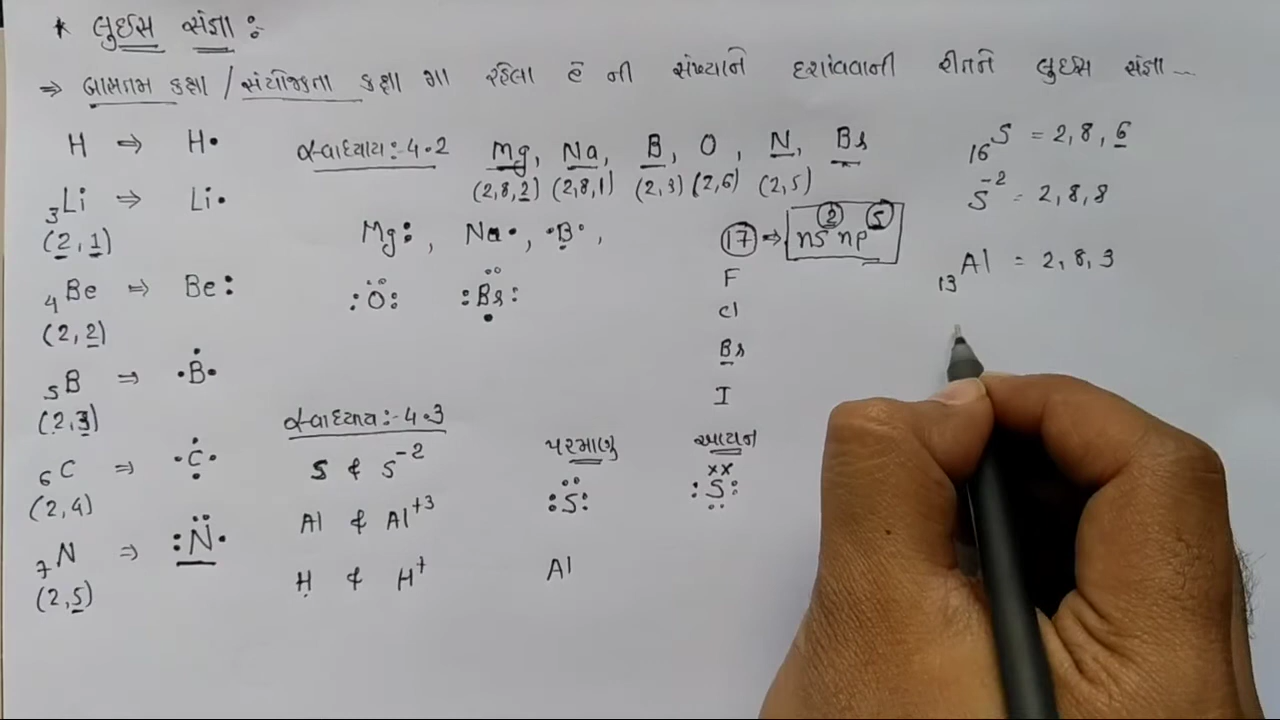 * લુઈસ સંજ્ઞા :-
⇒ બાહ્યતમ કક્ષા / સંયોજકતા કક્ષા મા રહેલા e⁻ ની સંખ્યાને દર્શાવવાની રીતને લુઈસ સંજ્ઞા ...
H ⇒ H•
₃Li ⇒ Li•
(2, 1)
₄Be ⇒ Be:
(2, 2)
₅B ⇒ •B•
(2,3)
₆C ⇒ •C•
(2, 4)
₇N ⇒ :N•
(2,5)
સ્વાધ્યાય:- 4.2 Mg, Na, B, O, N, Br
(2,8,2) (2,8,1) (2,3) (2,6) (2,5)
Mg:, Na•, •B•,
:O: :Br:
17 ⇒ ns² np⁵
F
Cl
Br
I
સ્વાધ્યાય:- 4.3
S & S⁻²
Al & Al⁺³
H & H⁺
પરમાણુ
:S:
Al
આયન
xx
:S:
₁₆S = 2, 8, 6
S⁻² = 2, 8, 8
₁₃Al = 2, 8, 3